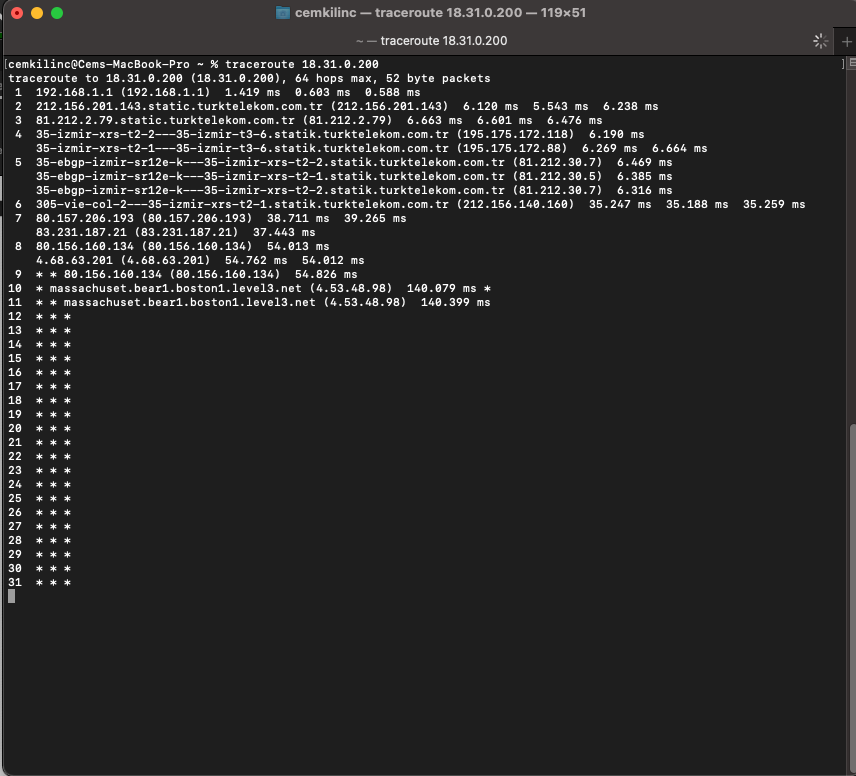 cemkilinc — traceroute 18.31.0.200 — 119×51
~ — traceroute 18.31.0.200
+
[cemkilinc@Cems-MacBook-Pro ~ % traceroute 18.31.0.200 ]
traceroute to 18.31.0.200 (18.31.0.200), 64 hops max, 52 byte packets
 1  192.168.1.1 (192.168.1.1)  1.419 ms  0.603 ms  0.588 ms
 2  212.156.201.143.static.turktelekom.com.tr (212.156.201.143)  6.120 ms  5.543 ms  6.238 ms
 3  81.212.2.79.static.turktelekom.com.tr (81.212.2.79)  6.663 ms  6.601 ms  6.476 ms
 4  35-izmir-xrs-t2-2---35-izmir-t3-6.statik.turktelekom.com.tr (195.175.172.118)  6.190 ms
    35-izmir-xrs-t2-1---35-izmir-t3-6.statik.turktelekom.com.tr (195.175.172.88)  6.269 ms  6.664 ms
 5  35-ebgp-izmir-sr12e-k---35-izmir-xrs-t2-2.statik.turktelekom.com.tr (81.212.30.7)  6.469 ms
    35-ebgp-izmir-sr12e-k---35-izmir-xrs-t2-1.statik.turktelekom.com.tr (81.212.30.5)  6.385 ms
    35-ebgp-izmir-sr12e-k---35-izmir-xrs-t2-2.statik.turktelekom.com.tr (81.212.30.7)  6.316 ms
 6  305-vie-col-2---35-izmir-xrs-t2-1.statik.turktelekom.com.tr (212.156.140.160)  35.247 ms  35.188 ms  35.259 ms
 7  80.157.206.193 (80.157.206.193)  38.711 ms  39.265 ms
    83.231.187.21 (83.231.187.21)  37.443 ms
 8  80.156.160.134 (80.156.160.134)  54.013 ms
    4.68.63.201 (4.68.63.201)  54.762 ms  54.012 ms
 9  * * 80.156.160.134 (80.156.160.134)  54.826 ms
10  * massachuset.bear1.boston1.level3.net (4.53.48.98)  140.079 ms *
11  * * massachuset.bear1.boston1.level3.net (4.53.48.98)  140.399 ms
12  * * *
13  * * *
14  * * *
15  * * *
16  * * *
17  * * *
18  * * *
19  * * *
20  * * *
21  * * *
22  * * *
23  * * *
24  * * *
25  * * *
26  * * *
27  * * *
28  * * *
29  * * *
30  * * *
31  * * *